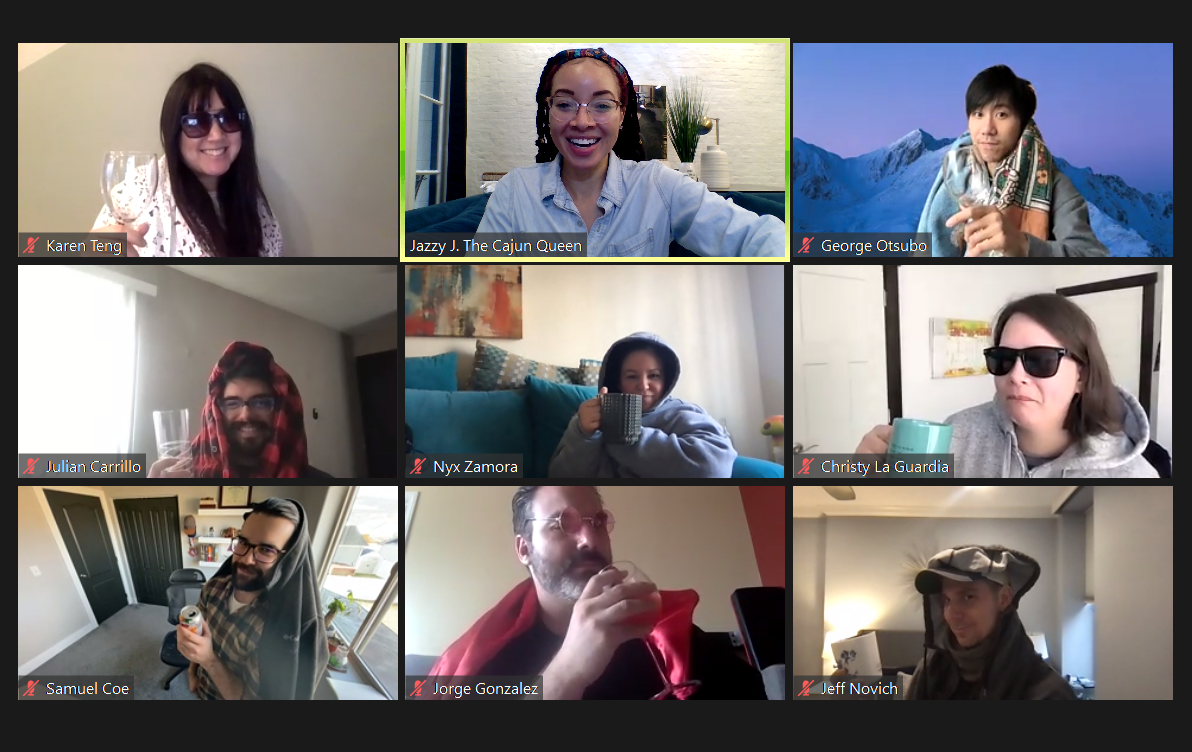 Karen Teng
Jazzy J. The Cajun Queen
George Otsubo
Julian Carrillo
Nyx Zamora
Christy La Guardia
Samuel Coe
Jorge Gonzalez
Jeff Novich